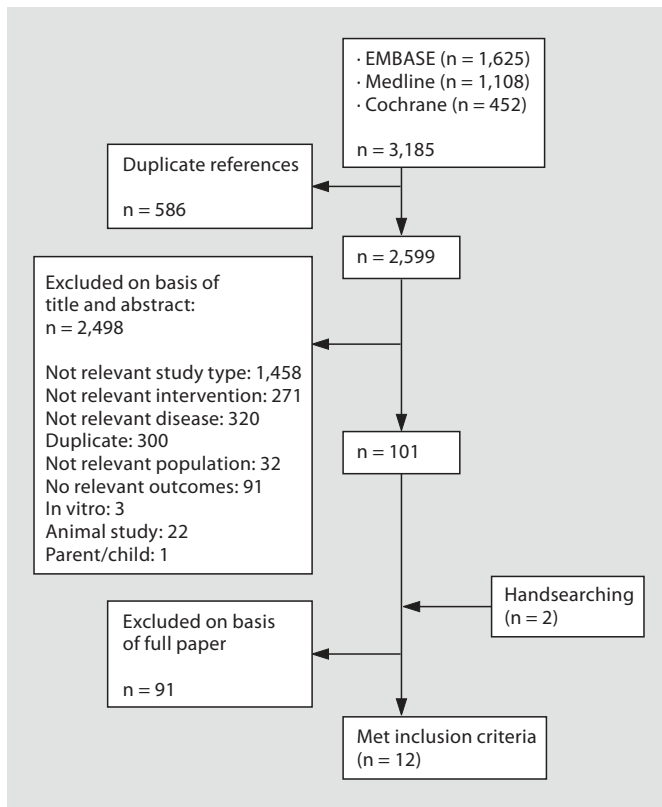 · EMBASE (n = 1,625)
· Medline (n = 1,108)
· Cochrane (n = 452)
n = 3,185
Duplicate references
n = 586
n = 2,599
Excluded on basis of
title and abstract:
n = 2,498
Not relevant study type: 1,458
Not relevant intervention: 271
Not relevant disease: 320
Duplicate: 300
Not relevant population: 32
No relevant outcomes: 91
In vitro: 3
Animal study: 22
Parent/child: 1
n = 101
Handsearching
(n = 2)
Excluded on basis
of full paper
n = 91
Met inclusion criteria
(n = 12)